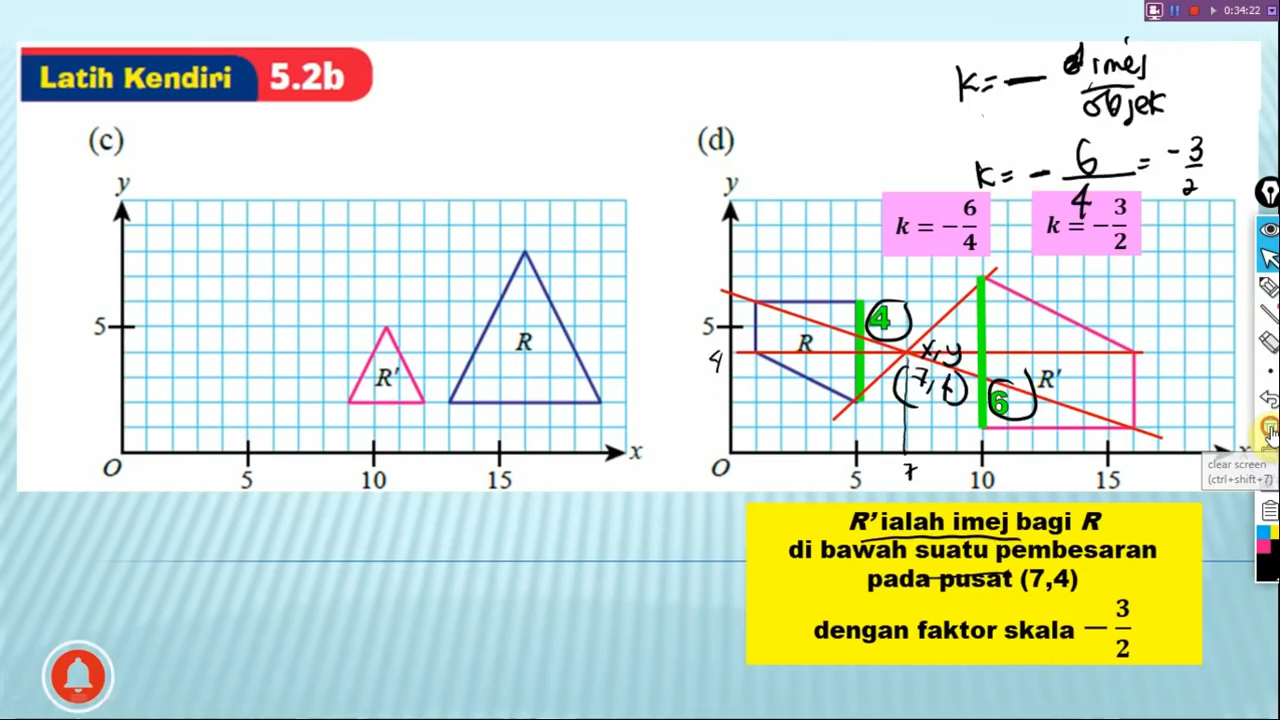 0:34:22
Latih Kendiri 5.2b
k = - imej
objek
k = - 6/4 = -3/2
(c)
(d)
y
y
k = - 6/4
k = - 3/2
5
R'
R
5
4
R
4
x, y
(7, 4)
6
R'
O
5
10
15
x
O
5
7
10
15
x
clear screen
(ctrl+shift+7)
R' ialah imej bagi R
di bawah suatu pembesaran
pada pusat (7,4)
dengan faktor skala - 3/2